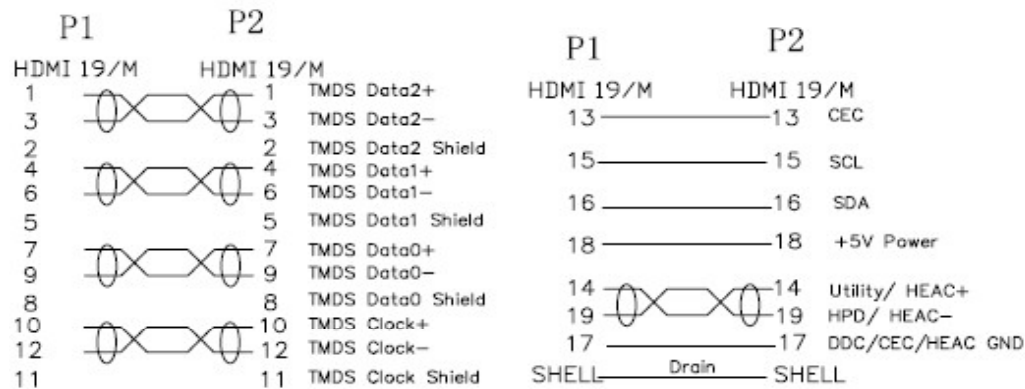 P1 P2
HDMI 19/M HDMI 19/M
1 1 TMDS Data2+
3 3 TMDS Data2-
2 2 TMDS Data2 Shield
4 4 TMDS Data1+
6 6 TMDS Data1-
5 5 TMDS Data1 Shield
7 7 TMDS Data0+
9 9 TMDS Data0-
8 8 TMDS Data0 Shield
10 10 TMDS Clock+
12 12 TMDS Clock-
11 11 TMDS Clock Shield
P1 P2
HDMI 19/M HDMI 19/M
13 13 CEC
15 15 SCL
16 16 SDA
18 18 +5V Power
14 14 Utility/ HEAC+
19 19 HPD/ HEAC-
17 17 DDC/CEC/HEAC GND
SHELL Drain SHELL